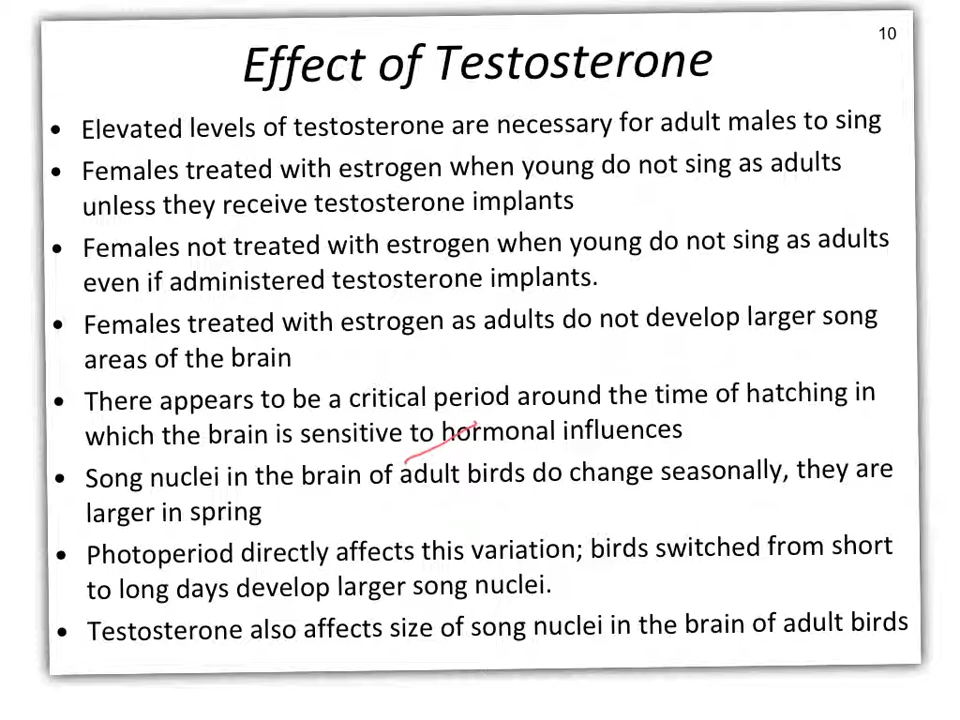 10
Effect of Testosterone
• Elevated levels of testosterone are necessary for adult males to sing
• Females treated with estrogen when young do not sing as adults
unless they receive testosterone implants
• Females not treated with estrogen when young do not sing as adults
even if administered testosterone implants.
• Females treated with estrogen as adults do not develop larger song
areas of the brain
• There appears to be a critical period around the time of hatching in
which the brain is sensitive to hormonal influences
• Song nuclei in the brain of adult birds do change seasonally, they are
larger in spring
• Photoperiod directly affects this variation; birds switched from short
to long days develop larger song nuclei.
• Testosterone also affects size of song nuclei in the brain of adult birds